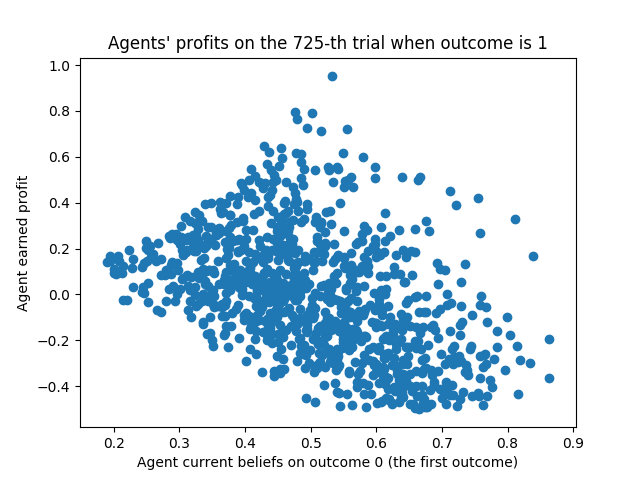 Agents' profits on the 725-th trial when outcome is 1
1.0
0.8
0.6
0.4
0.2
0.0
−0.2
−0.4
Agent earned profit
0.2 0.3 0.4 0.5 0.6 0.7 0.8 0.9
Agent current beliefs on outcome 0 (the first outcome)